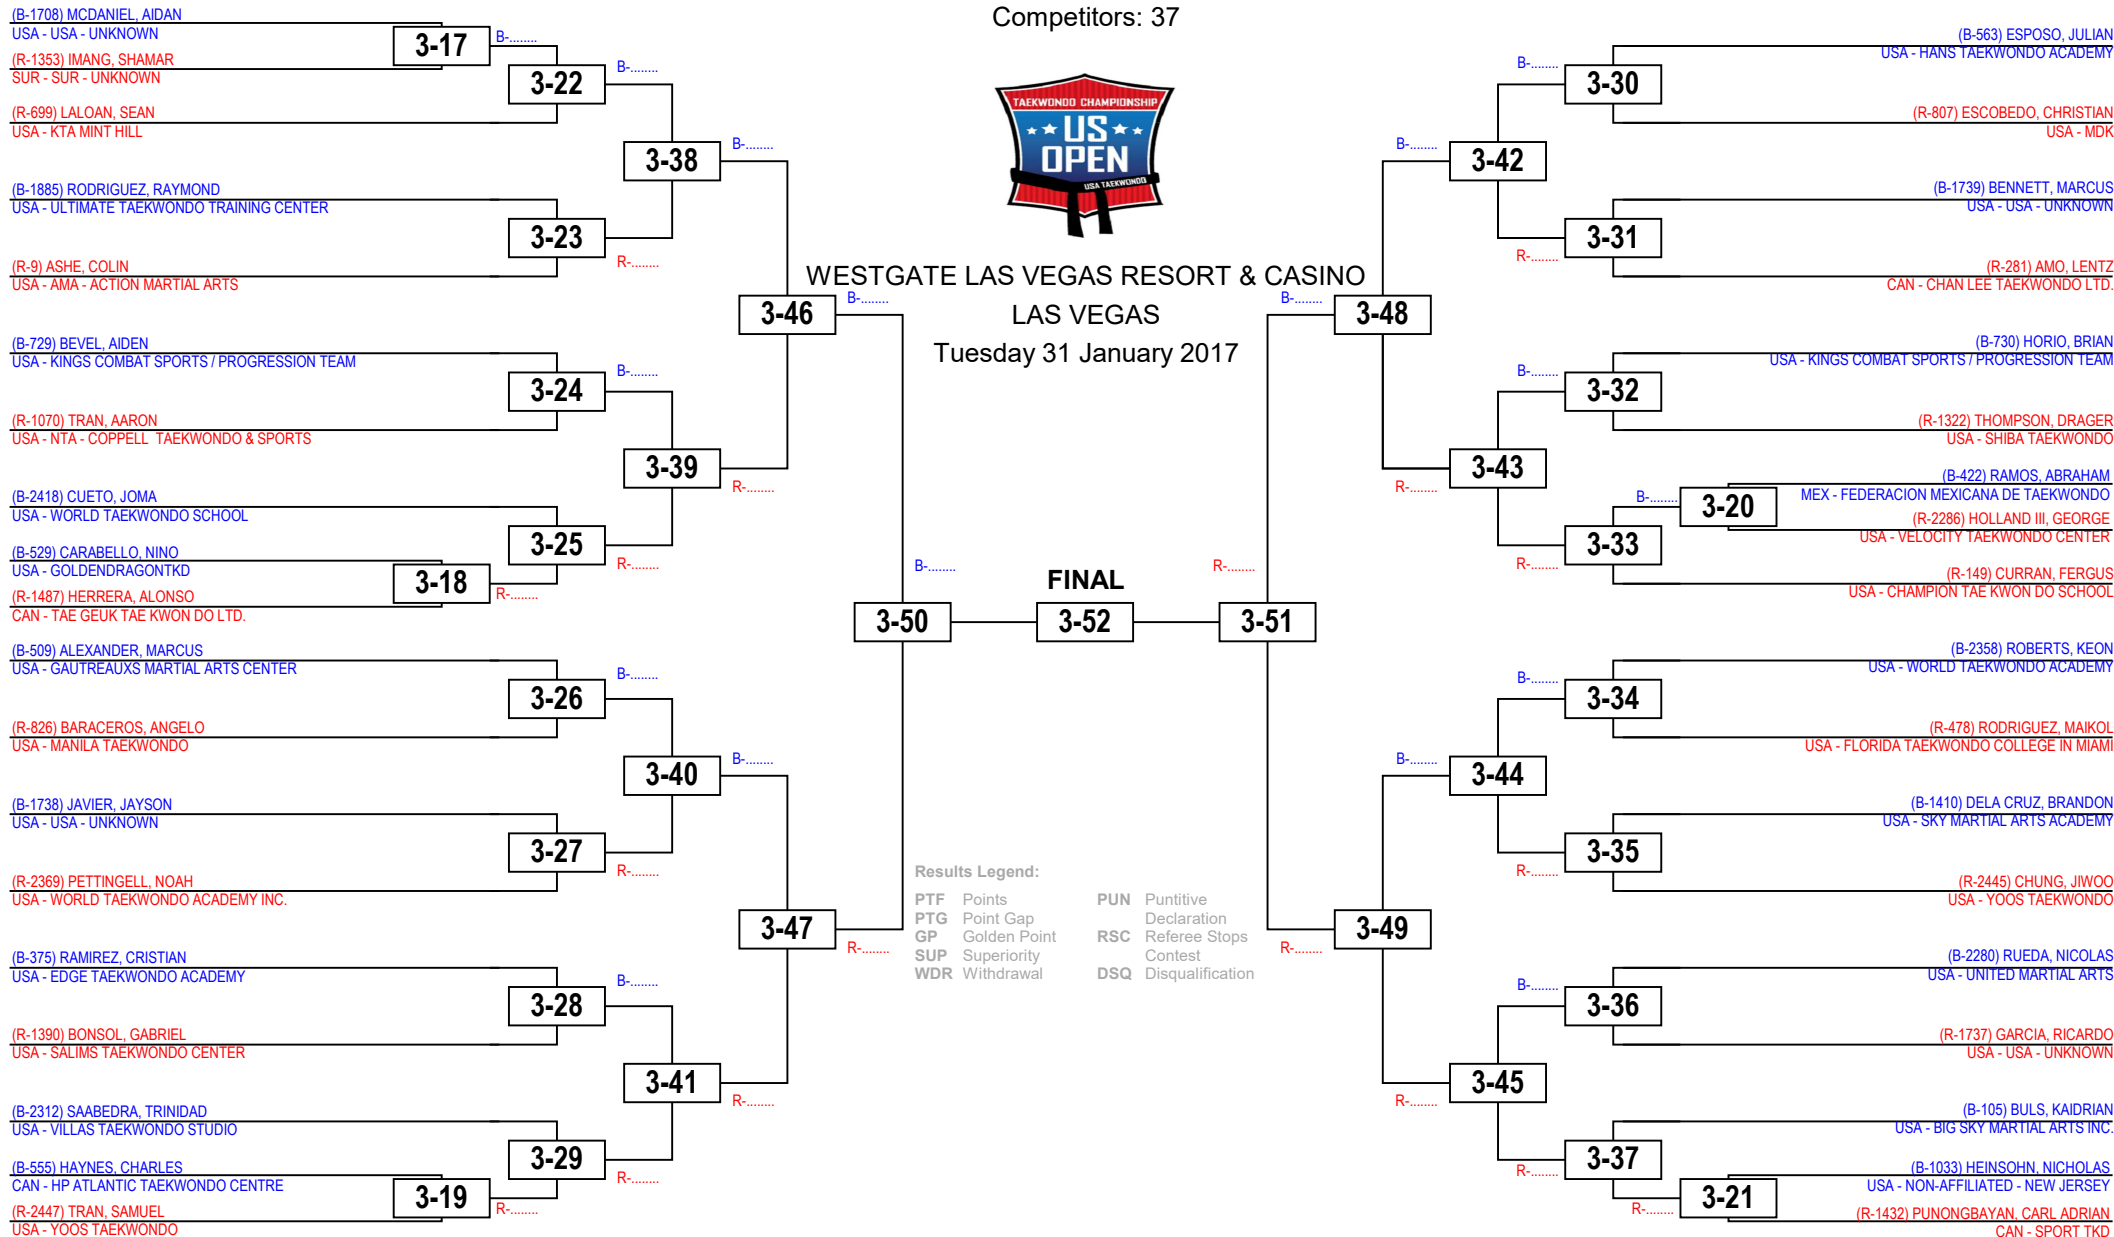 Competitors: 37
TAEKWONDO CHAMPIONSHIP
US
OPEN
USA TAEKWONDO
WESTGATE LAS VEGAS RESORT & CASINO
LAS VEGAS
Tuesday 31 January 2017
(B-1708) MCDANIEL, AIDAN
USA - USA - UNKNOWN
3-17
B-........
(R-1353) IMANG, SHAMAR
SUR - SUR - UNKNOWN
3-22
B-........
(R-699) LALOAN, SEAN
USA - KTA MINT HILL
3-38
B-........
(B-1885) RODRIGUEZ, RAYMOND
USA - ULTIMATE TAEKWONDO TRAINING CENTER
3-23
R-........
(R-9) ASHE, COLIN
USA - AMA - ACTION MARTIAL ARTS
3-46
B-........
(B-729) BEVEL, AIDEN
USA - KINGS COMBAT SPORTS / PROGRESSION TEAM
3-24
B-........
(R-1070) TRAN, AARON
USA - NTA - COPPELL TAEKWONDO & SPORTS
3-39
R-........
(B-2418) CUETO, JOMA
USA - WORLD TAEKWONDO SCHOOL
3-25
R-........
(B-529) CARABELLO, NINO
USA - GOLDENDRAGONTKD
3-18
R-........
(R-1487) HERRERA, ALONSO
CAN - TAE GEUK TAE KWON DO LTD.
B-........
3-50
(B-509) ALEXANDER, MARCUS
USA - GAUTREAUXS MARTIAL ARTS CENTER
3-26
B-........
(R-826) BARACEROS, ANGELO
USA - MANILA TAEKWONDO
3-40
B-........
(B-1738) JAVIER, JAYSON
USA - USA - UNKNOWN
3-27
R-........
(R-2369) PETTINGELL, NOAH
USA - WORLD TAEKWONDO ACADEMY INC.
3-47
R-........
(B-375) RAMIREZ, CRISTIAN
USA - EDGE TAEKWONDO ACADEMY
3-28
B-........
(R-1390) BONSOL, GABRIEL
USA - SALIMS TAEKWONDO CENTER
3-41
R-........
(B-2312) SAABEDRA, TRINIDAD
USA - VILLAS TAEKWONDO STUDIO
3-29
R-........
(B-555) HAYNES, CHARLES
CAN - HP ATLANTIC TAEKWONDO CENTRE
3-19
R-........
(R-2447) TRAN, SAMUEL
USA - YOOS TAEKWONDO
FINAL
3-52
Results Legend:
PTF Points
PTG Point Gap
GP Golden Point
SUP Superiority
WDR Withdrawal
PUN Puntitive
Declaration
RSC Referee Stops
Contest
DSQ Disqualification
(B-563) ESPOSO, JULIAN
USA - HANS TAEKWONDO ACADEMY
B-........
3-30
(R-807) ESCOBEDO, CHRISTIAN
USA - MDK
B-........
3-42
(B-1739) BENNETT, MARCUS
USA - USA - UNKNOWN
R-........
3-31
(R-281) AMO, LENTZ
CAN - CHAN LEE TAEKWONDO LTD.
B-........
3-48
(B-730) HORIO, BRIAN
USA - KINGS COMBAT SPORTS / PROGRESSION TEAM
B-........
3-32
(R-1322) THOMPSON, DRAGER
USA - SHIBA TAEKWONDO
R-........
3-43
(B-422) RAMOS, ABRAHAM
MEX - FEDERACION MEXICANA DE TAEKWONDO
B-........
3-20
(R-2286) HOLLAND III, GEORGE
USA - VELOCITY TAEKWONDO CENTER
R-........
3-33
(R-149) CURRAN, FERGUS
USA - CHAMPION TAE KWON DO SCHOOL
R-........
3-51
(B-2358) ROBERTS, KEON
USA - WORLD TAEKWONDO ACADEMY
B-........
3-34
(R-478) RODRIGUEZ, MAIKOL
USA - FLORIDA TAEKWONDO COLLEGE IN MIAMI
B-........
3-44
(B-1410) DELA CRUZ, BRANDON
USA - SKY MARTIAL ARTS ACADEMY
R-........
3-35
(R-2445) CHUNG, JIWOO
USA - YOOS TAEKWONDO
R-........
3-49
(B-2280) RUEDA, NICOLAS
USA - UNITED MARTIAL ARTS
B-........
3-36
(R-1737) GARCIA, RICARDO
USA - USA - UNKNOWN
R-........
3-45
(B-105) BULS, KAIDRIAN
USA - BIG SKY MARTIAL ARTS INC.
R-........
3-37
(B-1033) HEINSOHN, NICHOLAS
USA - NON-AFFILIATED - NEW JERSEY
R-........
3-21
(R-1432) PUNONGBAYAN, CARL ADRIAN
CAN - SPORT TKD